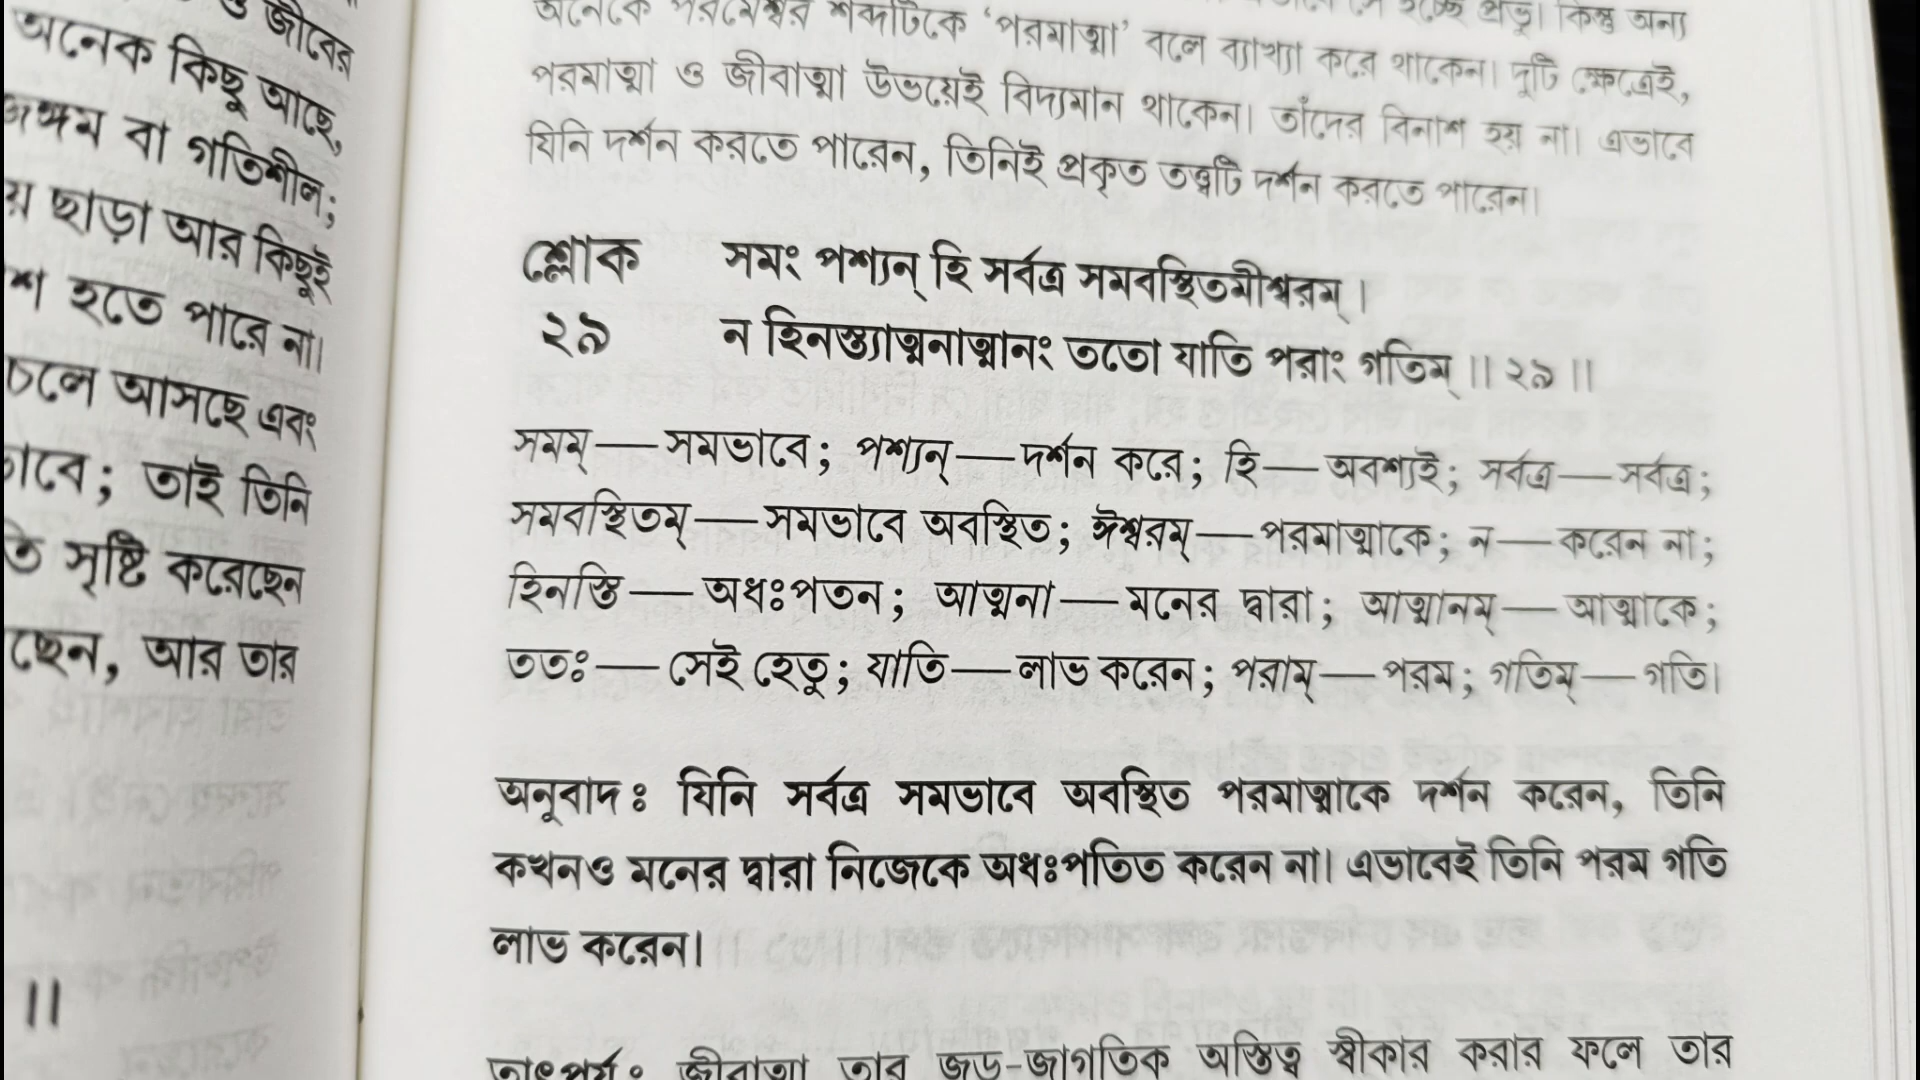 জীবের
অনেক কিছু আছে,
জঙ্গম বা গতিশীল;
য় ছাড়া আর কিছুই
শ হতে পারে না।
চলে আসছে এবং
ভাবে; তাই তিনি
তি সৃষ্টি করেছেন
ছেন, আর তার
॥
প্রভু। কিন্তু অন্য
অনেকে পরমেশ্বর শব্দটিকে ‘পরমাত্মা’ বলে ব্যাখ্যা করে থাকেন। দুটি ক্ষেত্রেই,
পরমাত্মা ও জীবাত্মা উভয়েই বিদ্যমান থাকেন। তাঁদের বিনাশ হয় না। এভাবে
যিনি দর্শন করতে পারেন, তিনিই প্রকৃত তত্ত্বটি দর্শন করতে পারেন।
শ্লোক সমং পশ্যন্ হি সর্বত্র সমবস্থিতমীশ্বরম্ ।
২৯ ন হিনস্ত্যাত্মনাত্মানং ততো যাতি পরাং গতিম্ ॥ ২৯ ॥
সমম্—সমভাবে; পশ্যন্—দর্শন করে; হি—অবশ্যই; সর্বত্র—সর্বত্র;
সমবস্থিতম্—সমভাবে অবস্থিত; ঈশ্বরম্—পরমাত্মাকে; ন—করেন না;
হিনস্তি—অধঃপতন; আত্মনা—মনের দ্বারা; আত্মানম্—আত্মাকে;
ততঃ—সেই হেতু; যাতি—লাভ করেন; পরাম্—পরম; গতিম্—গতি।
অনুবাদ ঃ যিনি সর্বত্র সমভাবে অবস্থিত পরমাত্মাকে দর্শন করেন, তিনি
কখনও মনের দ্বারা নিজেকে অধঃপতিত করেন না। এভাবেই তিনি পরম গতি
লাভ করেন।
তাৎপর্য ঃ জীবাত্মা তার জড়-জাগতিক অস্তিত্ব স্বীকার করার ফলে তার